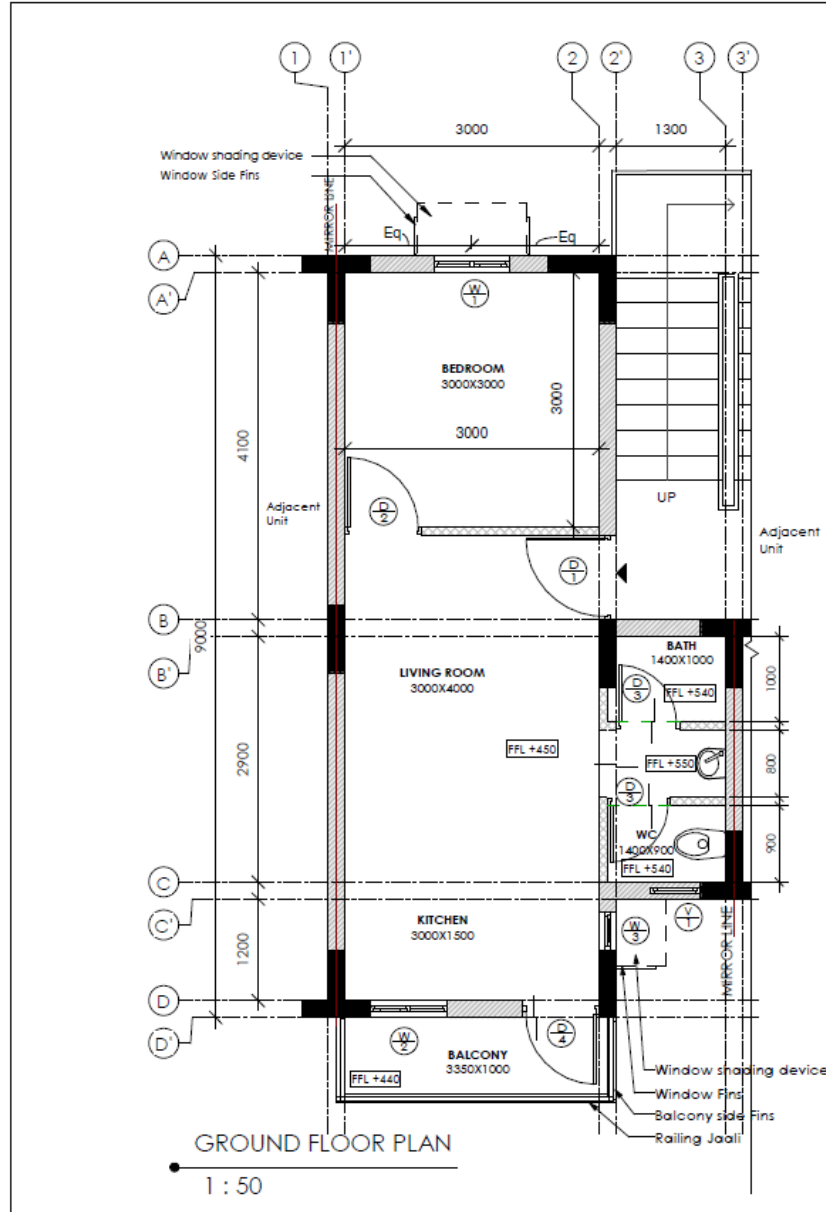 1 1' 2 2' 3 3'
3000 1300
Window shading device
Window Side Fins
MIRROR LINE
Eq Eq
A
A'
W
1
BEDROOM
3000X3000
3000
3000
4100
UP
Adjacent
Unit
D
2
Adjacent
Unit
D
1
B
9000
B'
BATH
1400X1000
D
3
FFL +540
1000
LIVING ROOM
3000X4000
FFL +450
2900
FFL +550
800
D
3
WC
1400X900
FFL +540
900
C
C'
KITCHEN
3000X1500
W
3
V
1
1200
MIRROR LINE
D
D'
W
2
D
4
BALCONY
3350X1000
FFL +440
Window shading device
Window Fins
Balcony side Fins
Railing Jaali
GROUND FLOOR PLAN
1 : 50